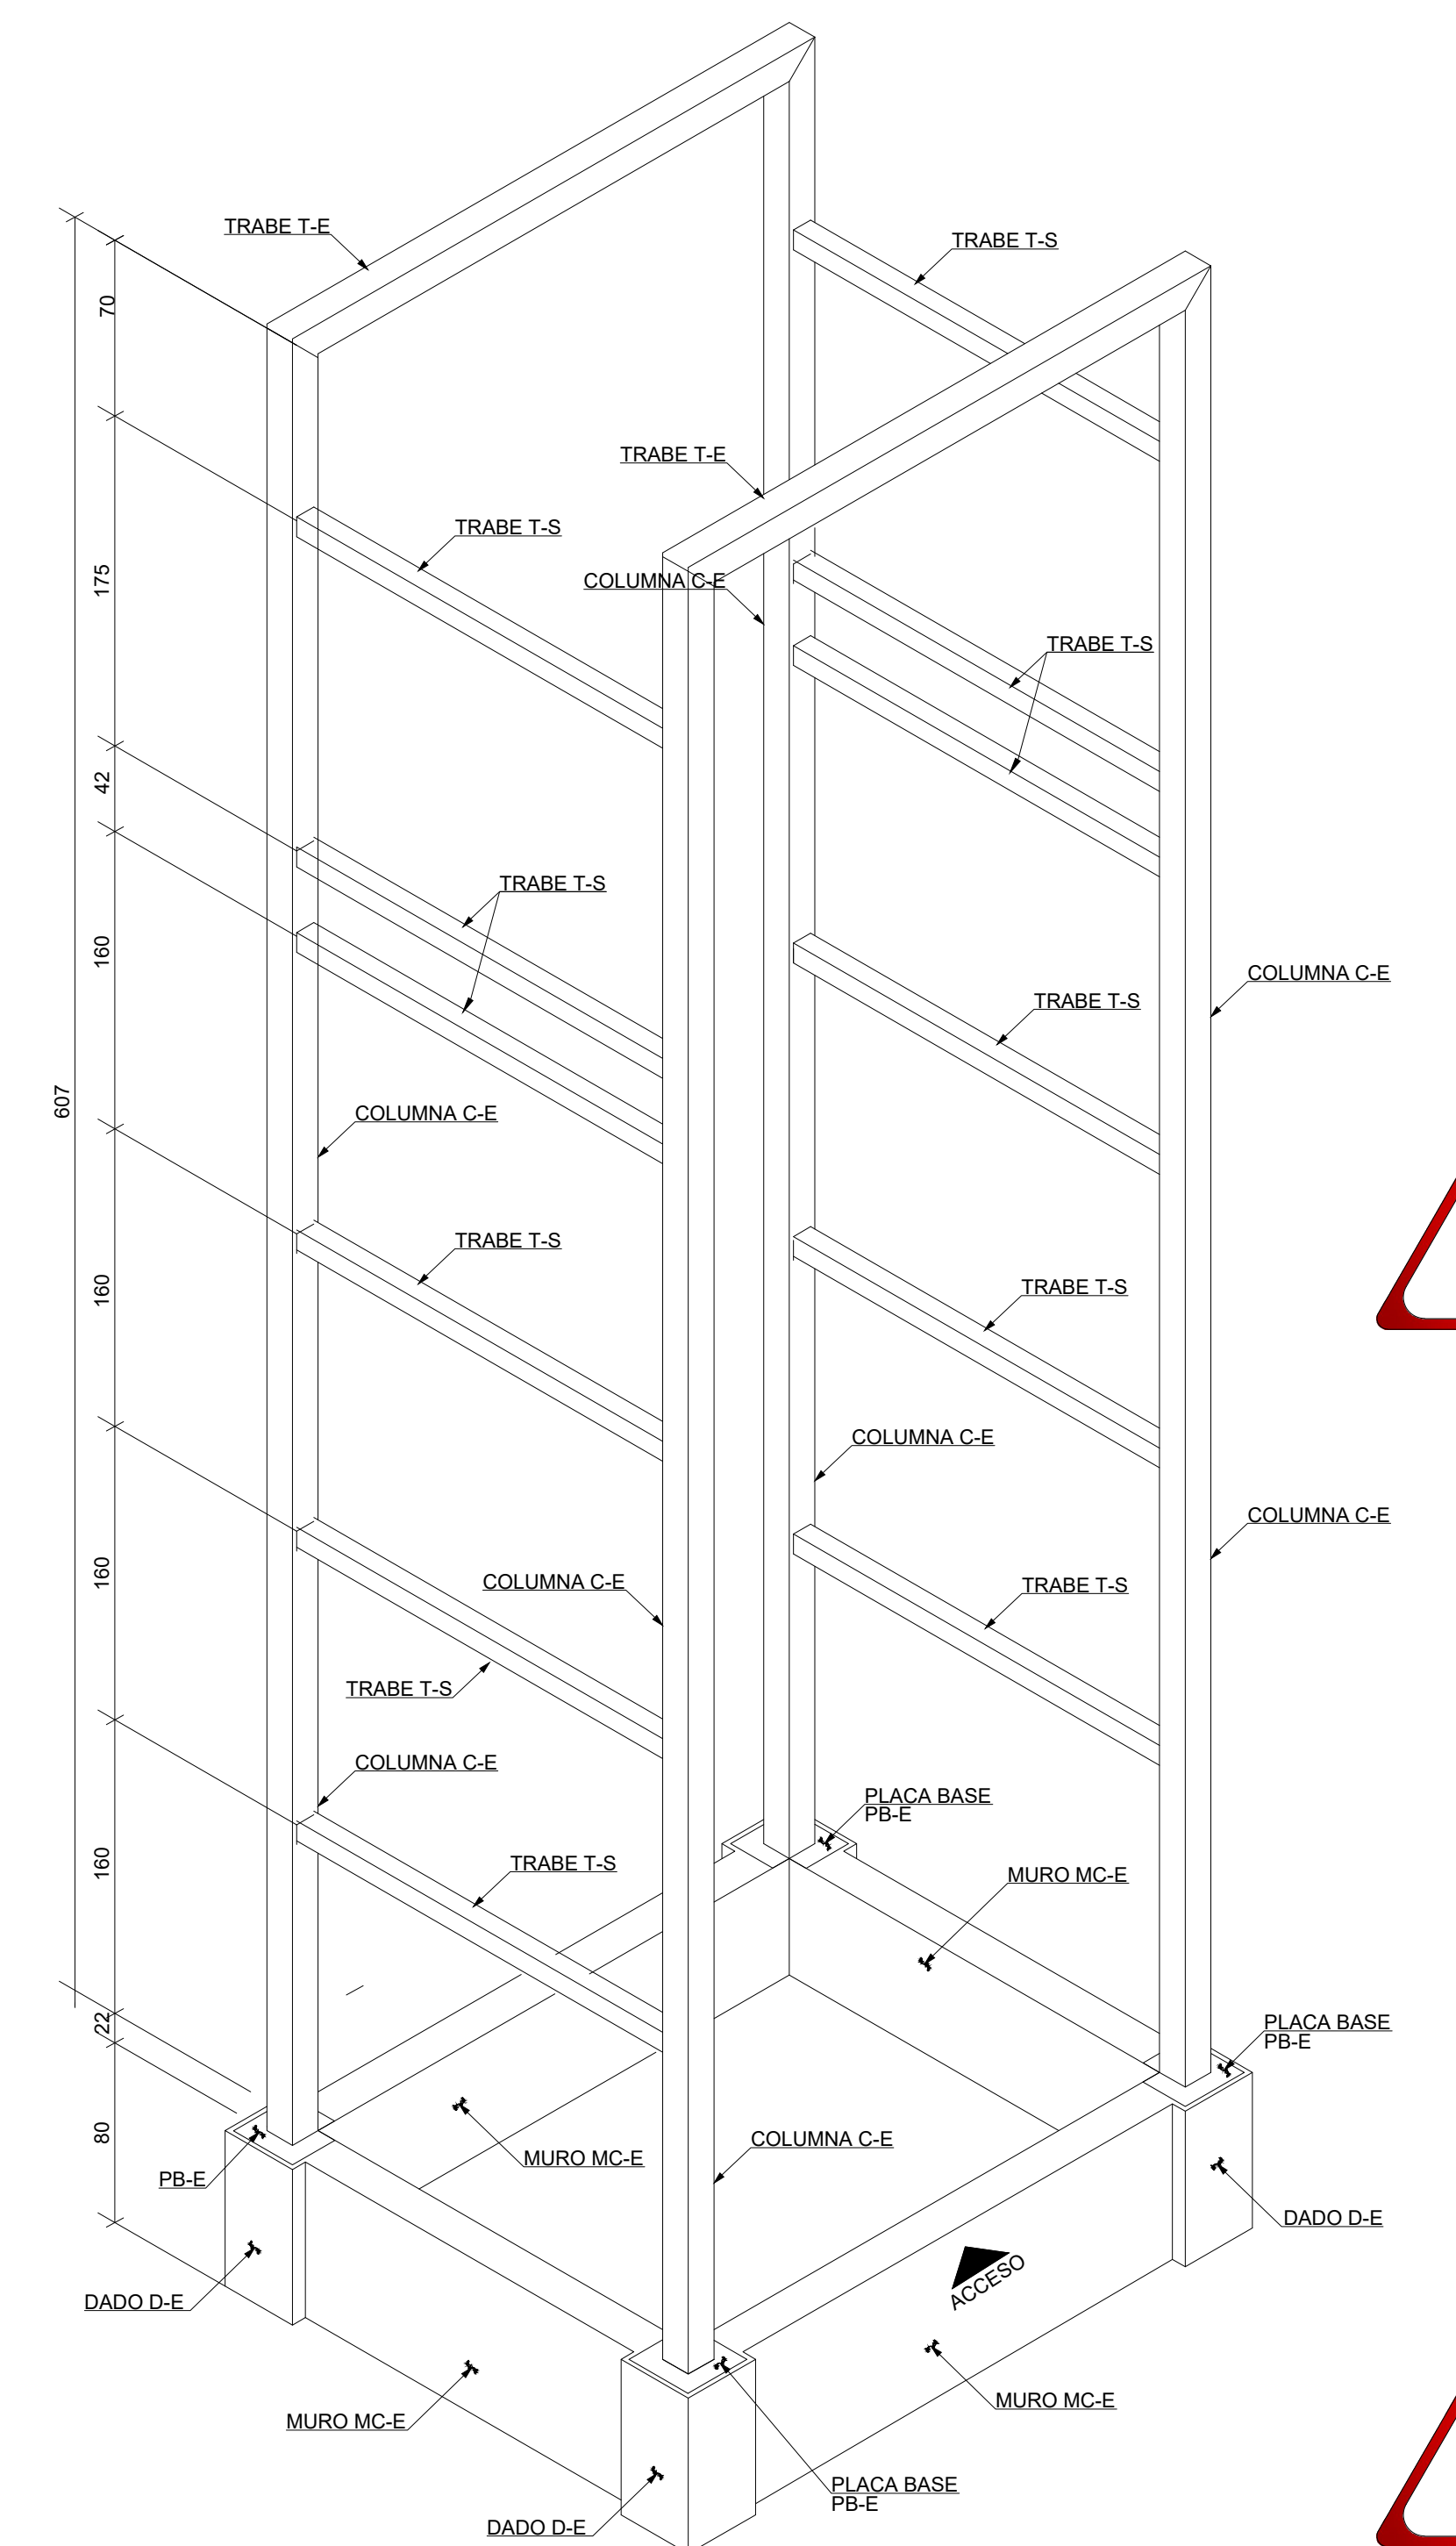 TRABE T-E
TRABE T-S
70
TRABE T-E
TRABE T-S
COLUMNA C-E
175
TRABE T-S
42
TRABE T-S
160
COLUMNA C-E
TRABE T-S
607
COLUMNA C-E
TRABE T-S
160
TRABE T-S
COLUMNA C-E
COLUMNA C-E
160
COLUMNA C-E
TRABE T-S
TRABE T-S
COLUMNA C-E
PLACA BASE
PB-E
160
TRABE T-S
MURO MC-E
22
PLACA BASE
PB-E
80
COLUMNA C-E
MURO MC-E
PB-E
DADO D-E
ACCESO
DADO D-E
MURO MC-E
MURO MC-E
PLACA BASE
PB-E
DADO D-E